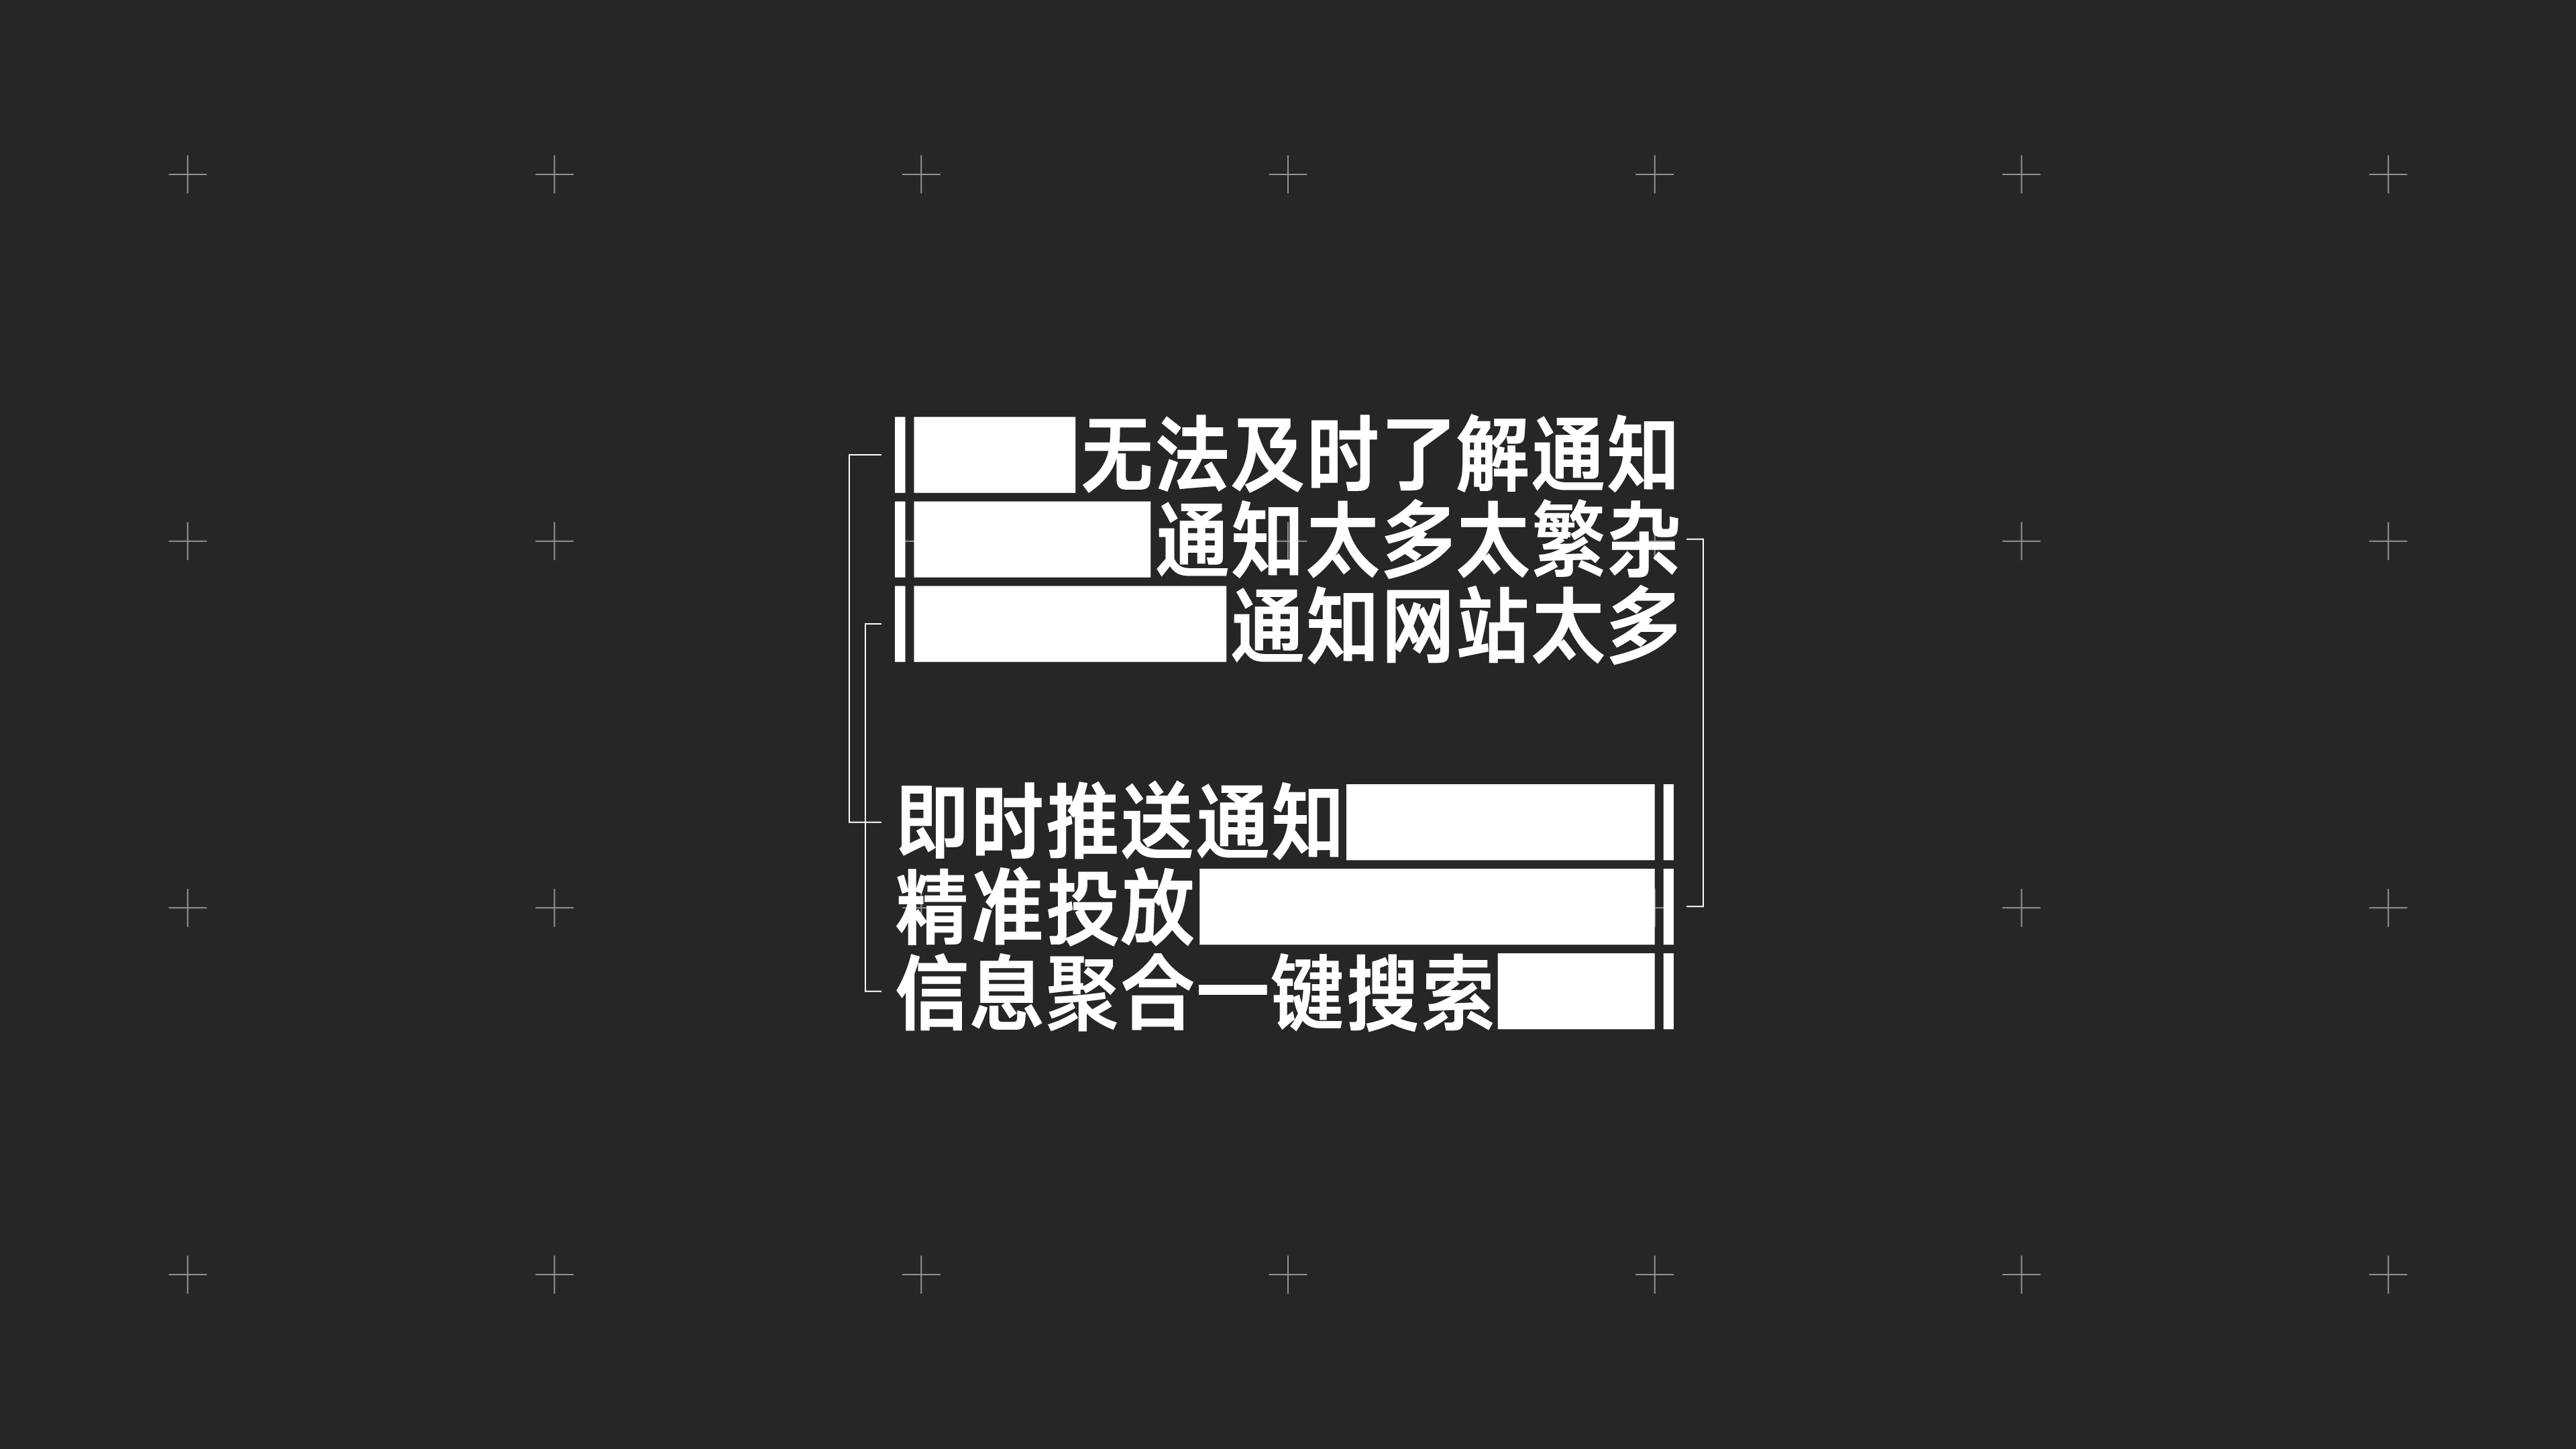 无法及时了解通知
通知太多太繁杂
通知网站太多
即时推送通知
精准投放
信息聚合一键搜索